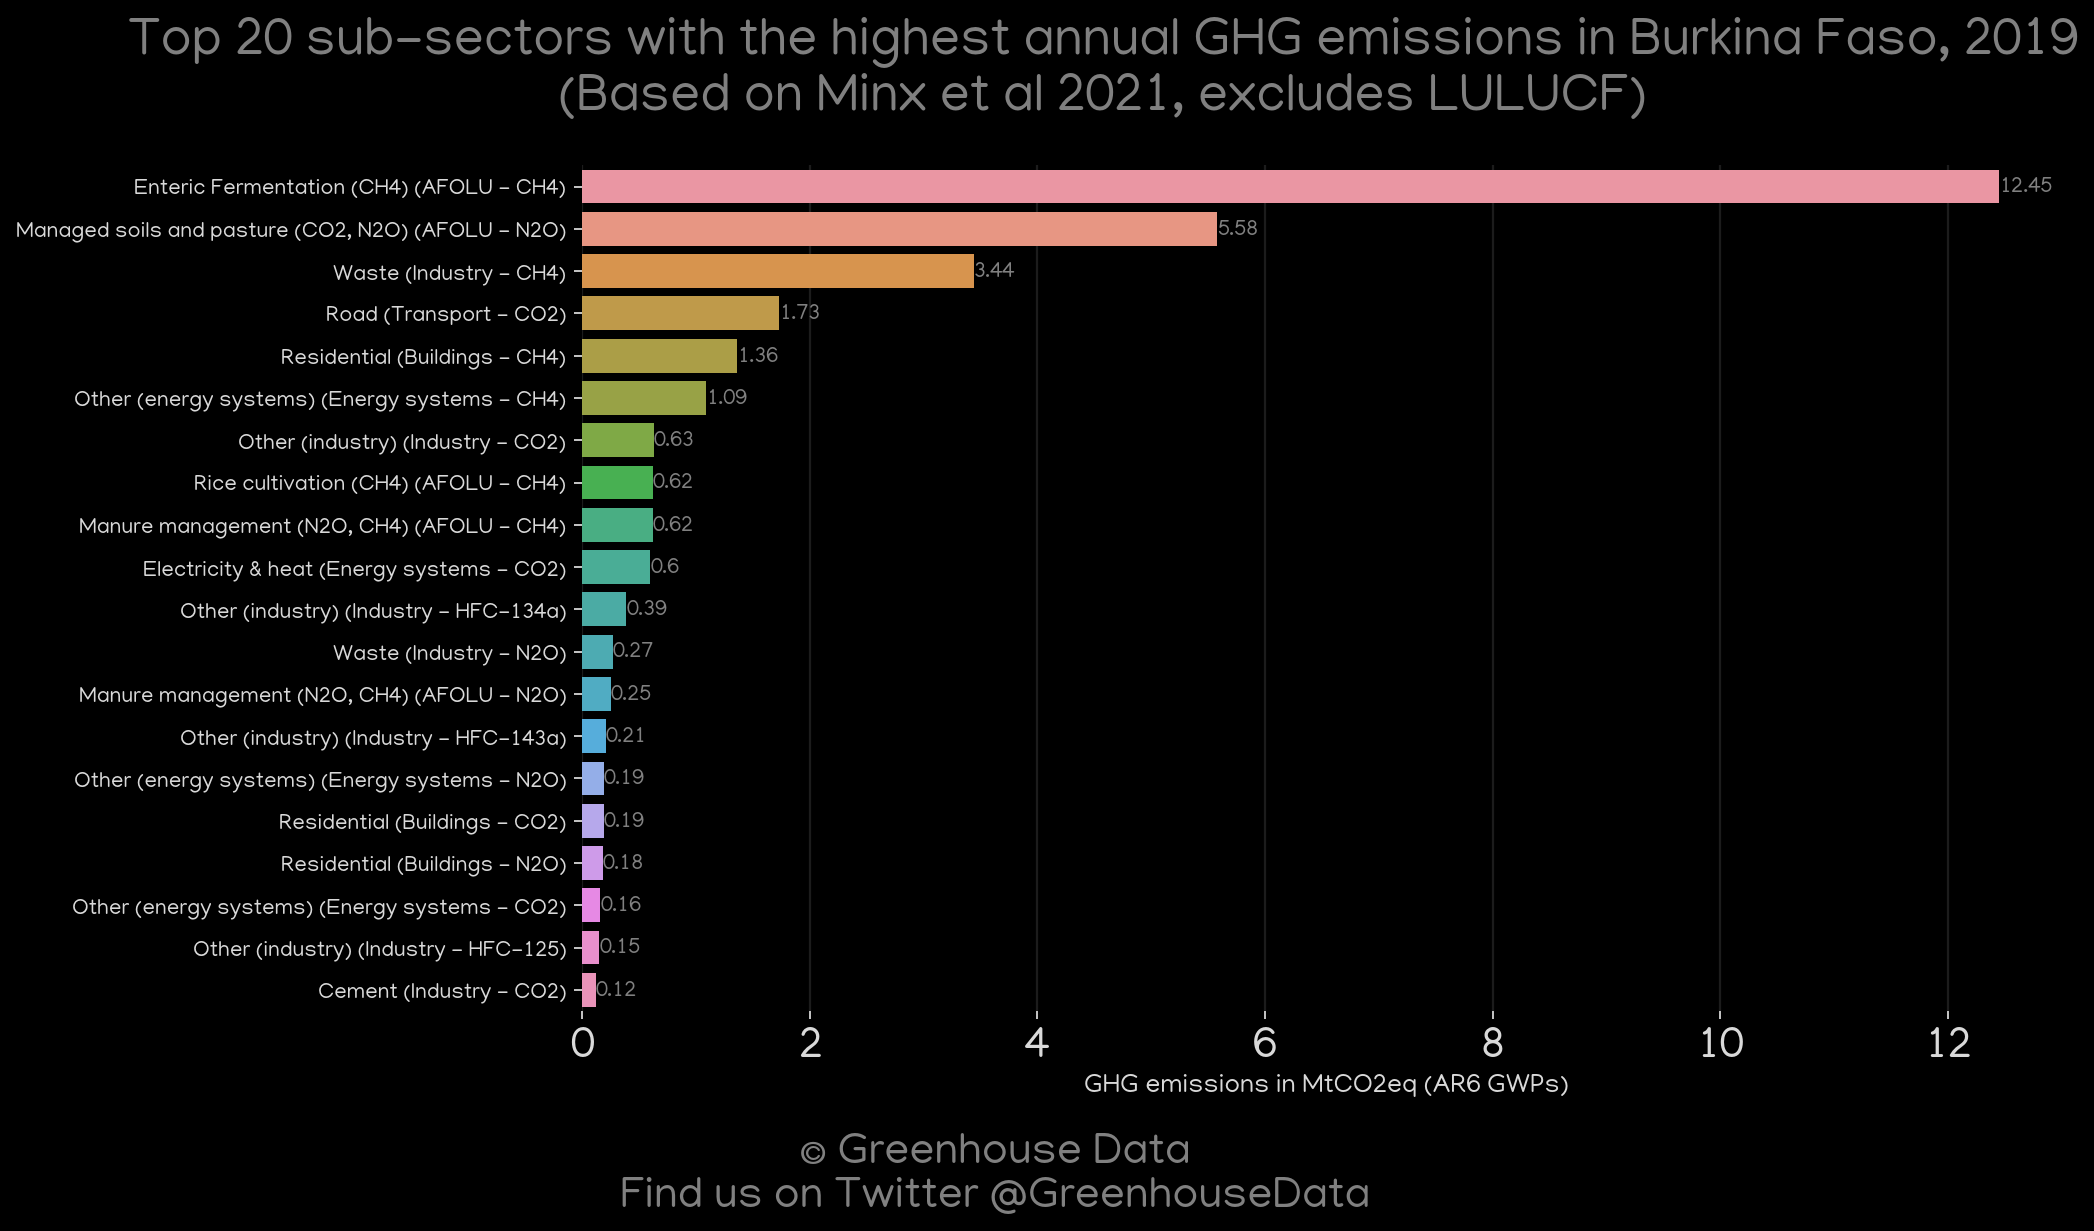 Top 20 sub-sectors with the highest annual GHG emissions in Burkina Faso, 2019
(Based on Minx et al 2021, excludes LULUCF)
Enteric Fermentation (CH4) (AFOLU - CH4) 12.45
Managed soils and pasture (CO2, N2O) (AFOLU - N2O) 5.58
Waste (Industry - CH4) 3.44
Road (Transport - CO2) 1.73
Residential (Buildings - CH4) 1.36
Other (energy systems) (Energy systems - CH4) 1.09
Other (industry) (Industry - CO2) 0.63
Rice cultivation (CH4) (AFOLU - CH4) 0.62
Manure management (N2O, CH4) (AFOLU - CH4) 0.62
Electricity & heat (Energy systems - CO2) 0.6
Other (industry) (Industry - HFC-134a) 0.39
Waste (Industry - N2O) 0.27
Manure management (N2O, CH4) (AFOLU - N2O) 0.25
Other (industry) (Industry - HFC-143a) 0.21
Other (energy systems) (Energy systems - N2O) 0.19
Residential (Buildings - CO2) 0.19
Residential (Buildings - N2O) 0.18
Other (energy systems) (Energy systems - CO2) 0.16
Other (industry) (Industry - HFC-125) 0.15
Cement (Industry - CO2) 0.12
0 2 4 6 8 10 12
GHG emissions in MtCO2eq (AR6 GWPs)
© Greenhouse Data
Find us on Twitter @GreenhouseData